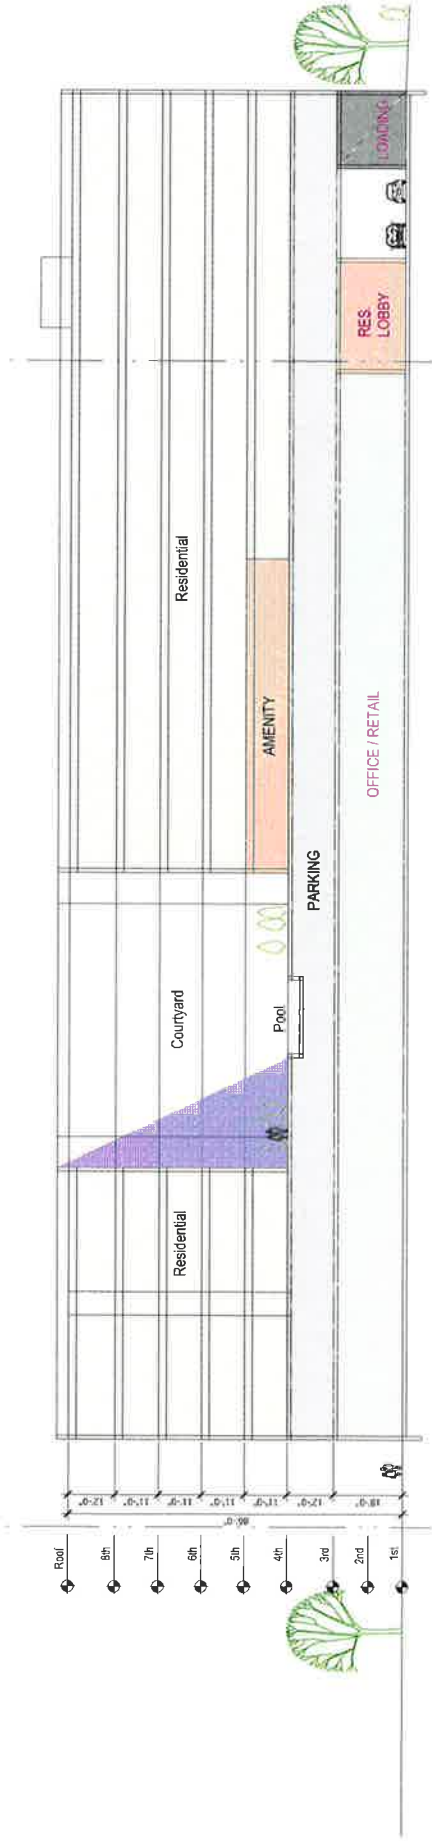 Roof
8th
7th
6th
5th
4th
3rd
2nd
1st
86'-0"
12'-0"
11'-0"
11'-0"
11'-0"
11'-0"
12'-0"
18'-0"
Residential
Courtyard
Pool
Residential
AMENITY
PARKING
OFFICE / RETAIL
RES.
LOBBY
LOADING